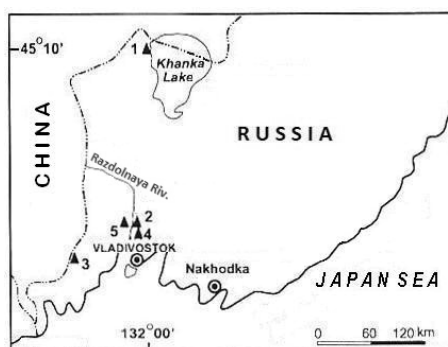 45°10'
1
Khanka
Lake
CHINA
RUSSIA
Razdolnaya Riv.
5
2
4
VLADIVOSTOK
3
Nakhodka
JAPAN SEA
132°00'
0 60 120 km